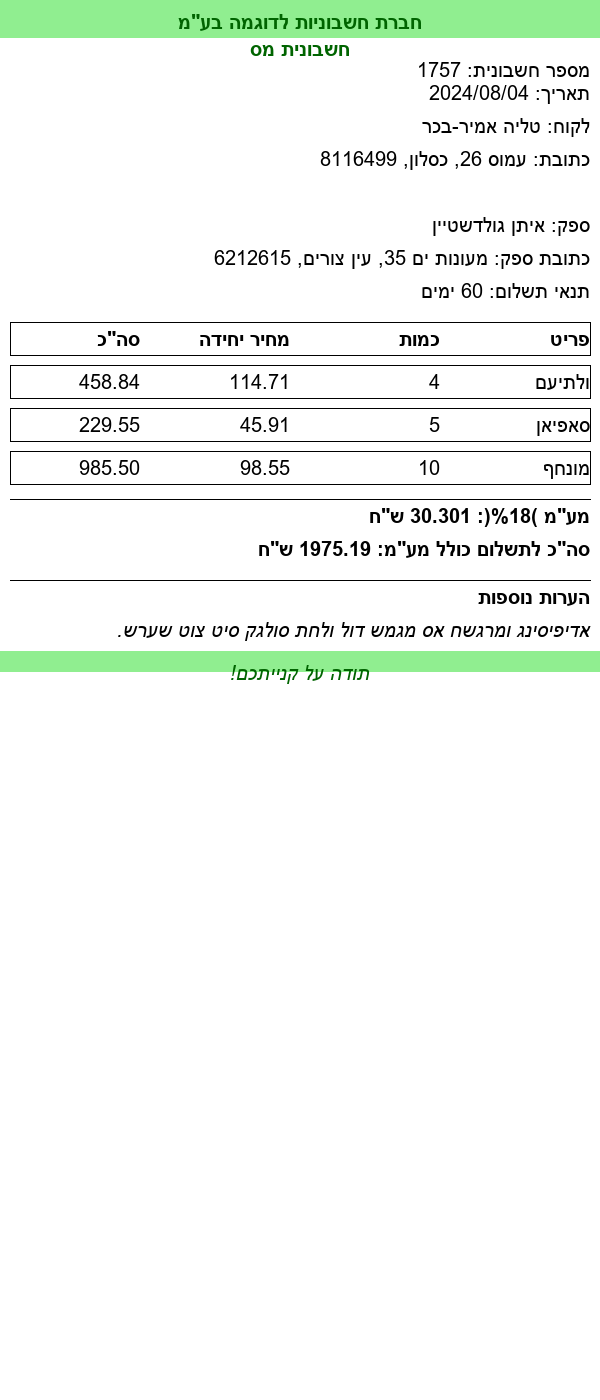 חברת חשבוניות לדוגמה בע"מ
חשבונית מס
מספר חשבונית: 1757
תאריך: 2024/08/04
לקוח: טליה אמיר-בכר
כתובת: עמוס 26, כסלון, 8116499
ספק: איתן גולדשטיין
כתובת ספק: מעונות ים 35, עין צורים, 6212615
תנאי תשלום: 60 ימים
פריט כמות מחיר יחידה סה"כ
ולתיעם 4 114.71 458.84
סאפיאן 5 45.91 229.55
מונחף 10 98.55 985.50
מע"מ )18%(: 30.301 ש"ח
סה"כ לתשלום כולל מע"מ: 1975.19 ש"ח
הערות נוספות
אדיפיסינג ומרגשח אס מגמש דול ולחת סולגק סיט צוט שערש.
תודה על קנייתכם!